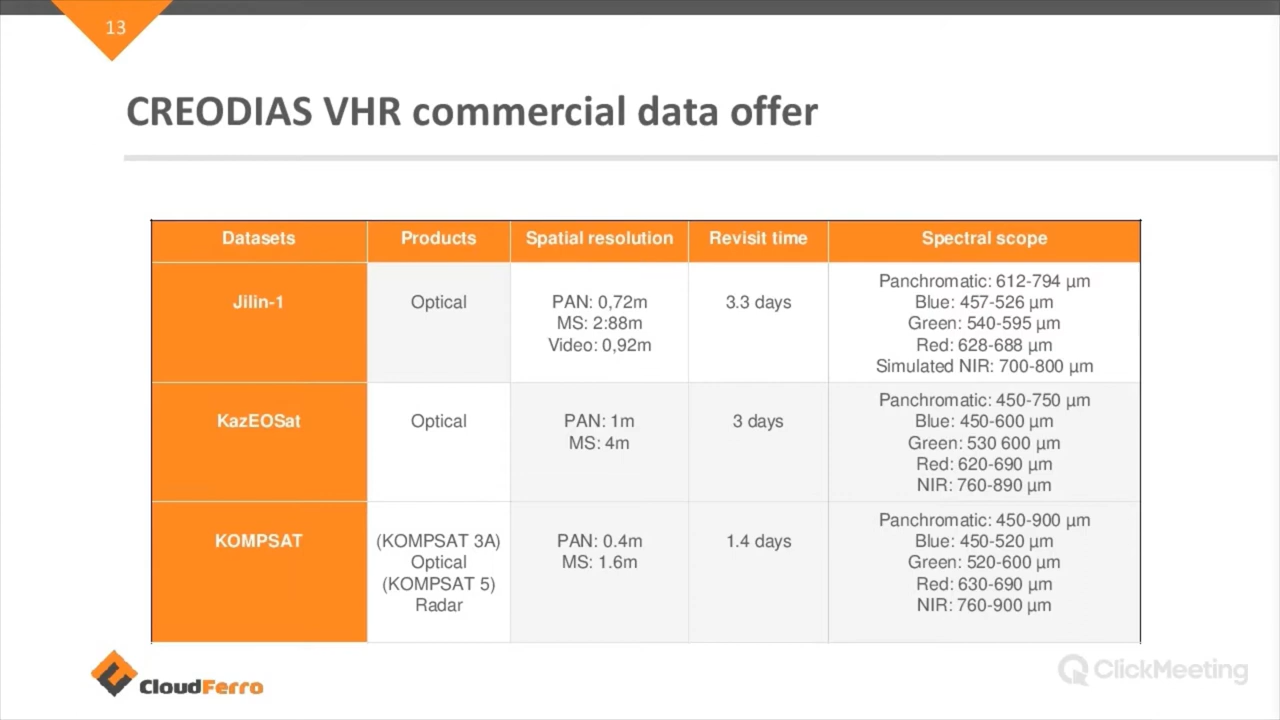 13
CREODIAS VHR commercial data offer
Datasets Products Spatial resolution Revisit time Spectral scope
Jilin-1
Optical
PAN: 0,72m
MS: 2:88m
Video: 0,92m
3.3 days
Panchromatic: 612-794 µm
Blue: 457-526 µm
Green: 540-595 µm
Red: 628-688 µm
Simulated NIR: 700-800 µm
KazEOSat
Optical
PAN: 1m
MS: 4m
3 days
Panchromatic: 450-750 µm
Blue: 450-600 µm
Green: 530 600 µm
Red: 620-690 µm
NIR: 760-890 µm
KOMPSAT
(KOMPSAT 3A)
Optical
(KOMPSAT 5)
Radar
PAN: 0.4m
MS: 1.6m
1.4 days
Panchromatic: 450-900 µm
Blue: 450-520 µm
Green: 520-600 µm
Red: 630-690 µm
NIR: 760-900 µm
CloudFerro
ClickMeeting